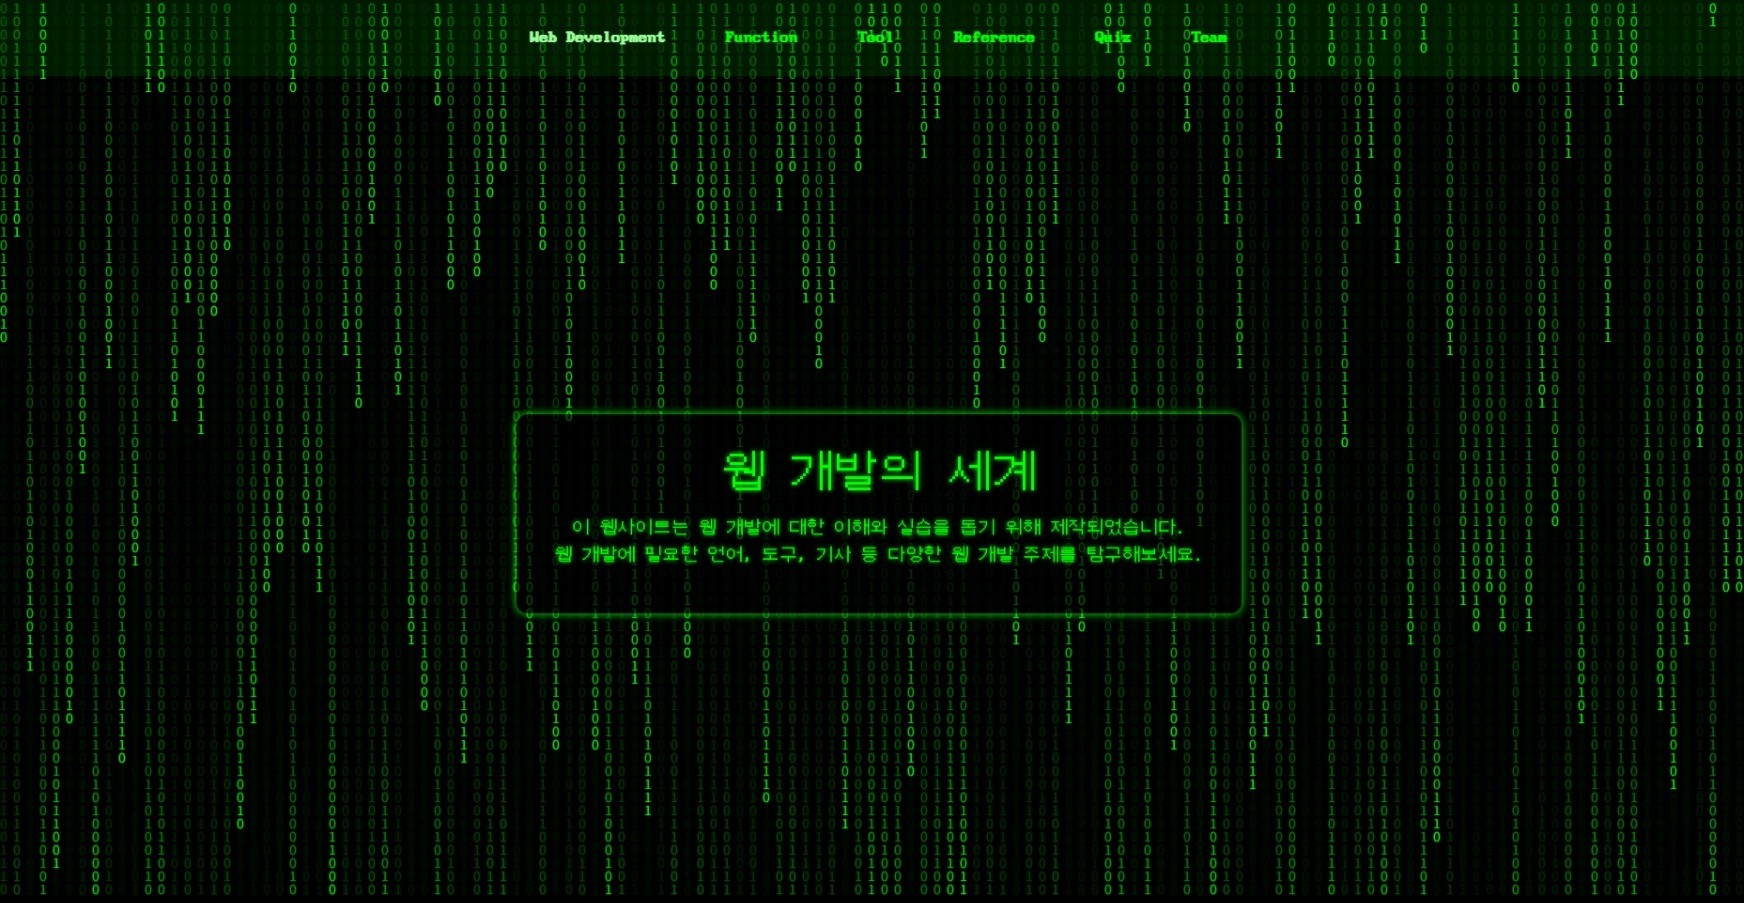 Web Development Function Tool Reference Quiz Team
웹 개발의 세계
이 웹사이트는 웹 개발에 대한 이해와 실습을 돕기 위해 제작되었습니다.
웹 개발에 필요한 언어, 도구, 기사 등 다양한 웹 개발 주제를 탐구해보세요.